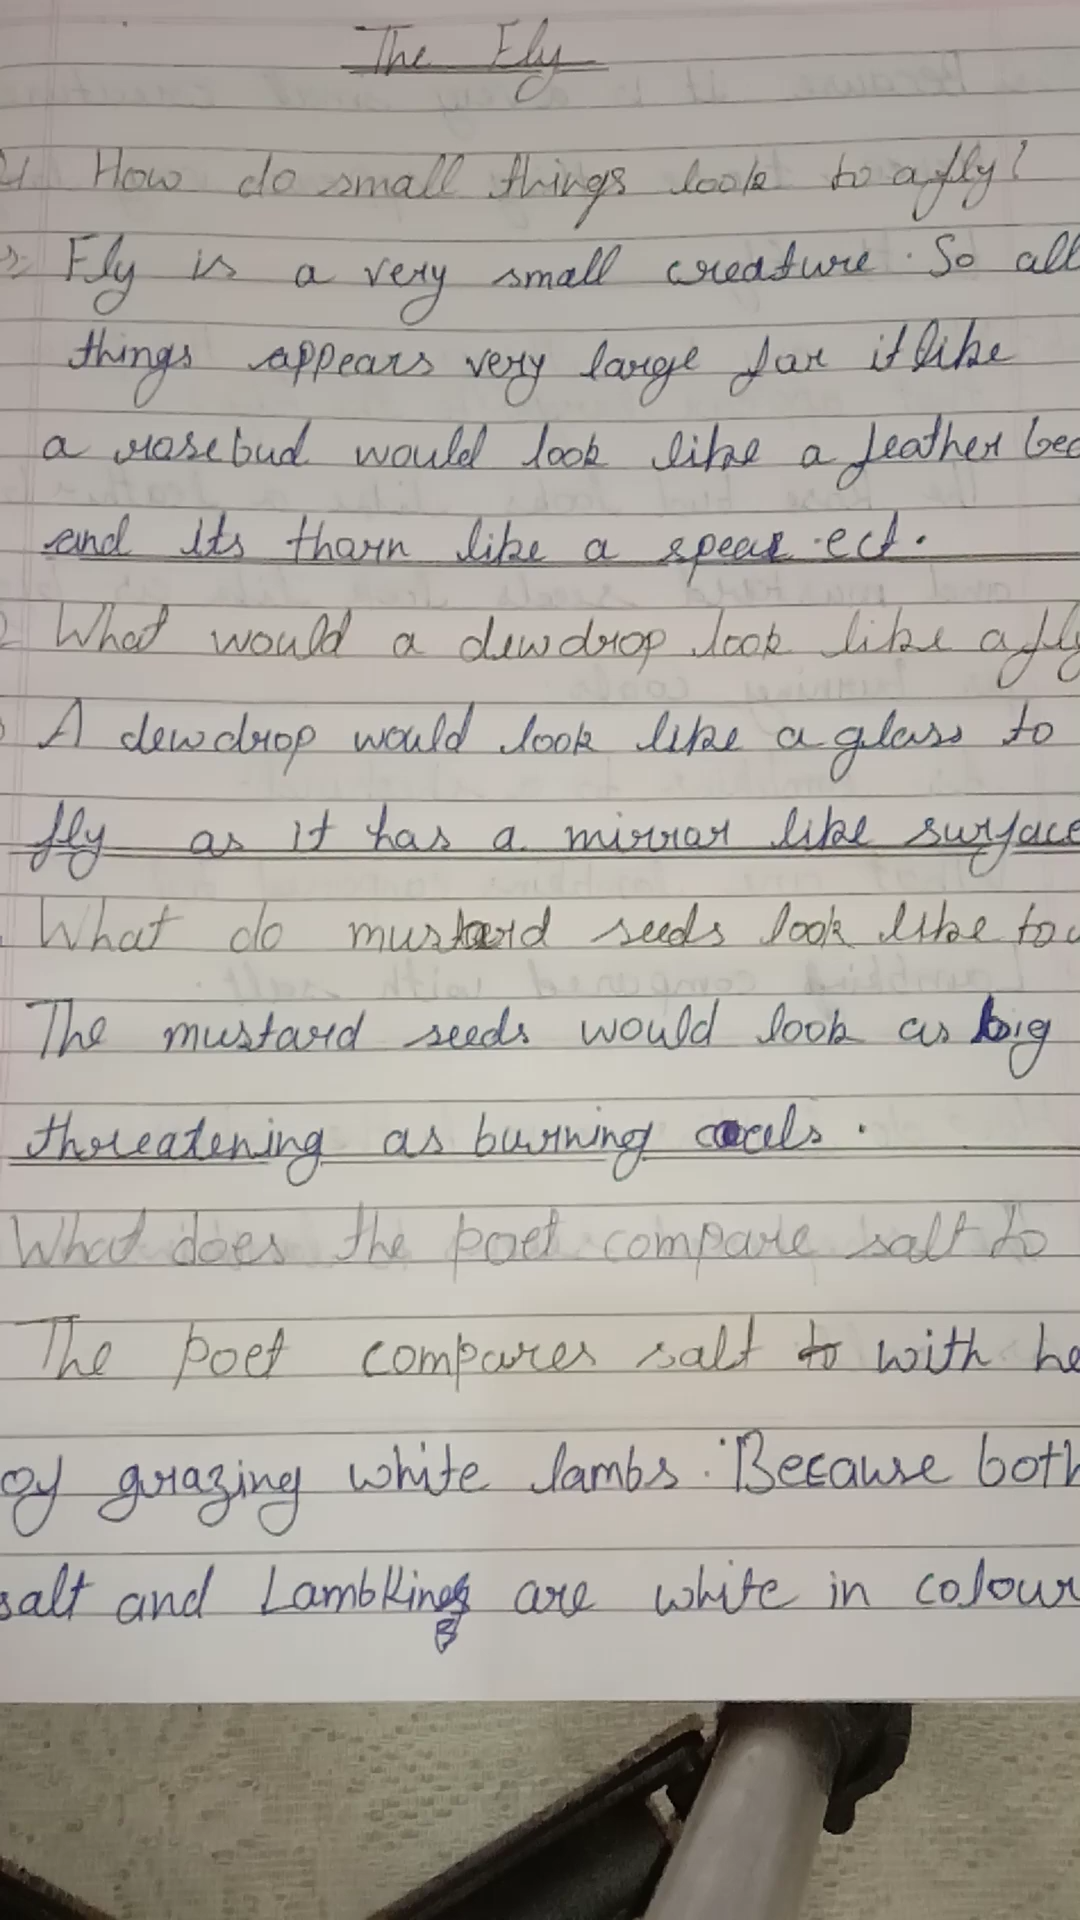 The Fly
How do small things look to a fly?
Fly is a very small creature. So all
things appears very large for it like
a rosebud would look like a feather bed
and its thorn like a spear ect.
What would a dewdrop look like a fly
A dewdrop would look like a glass to
fly as it has a mirror like surface
What do mustard seeds look like to a
The mustard seeds would look as big
threatening as burning coals.
What does the poet compare salt to
The poet compares salt to with he
of grazing white lambs. Because both
salt and Lambkings are white in colour